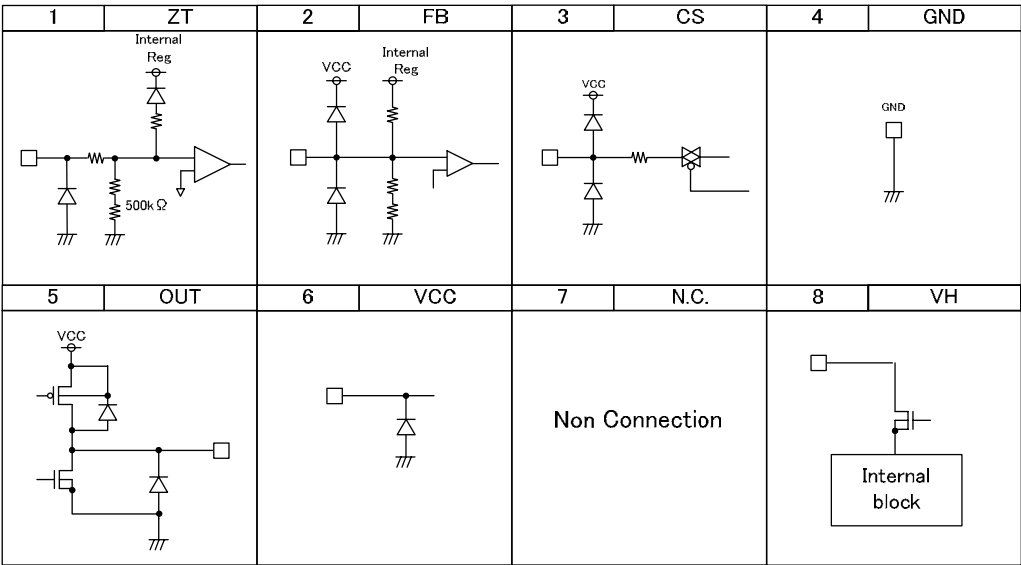 1 ZT 2 FB 3 CS 4 GND
Internal
Reg
500kΩ
VCC
Internal
Reg
VCC
GND
5 OUT 6 VCC 7 N.C. 8 VH
VCC
Non Connection
Internal
block